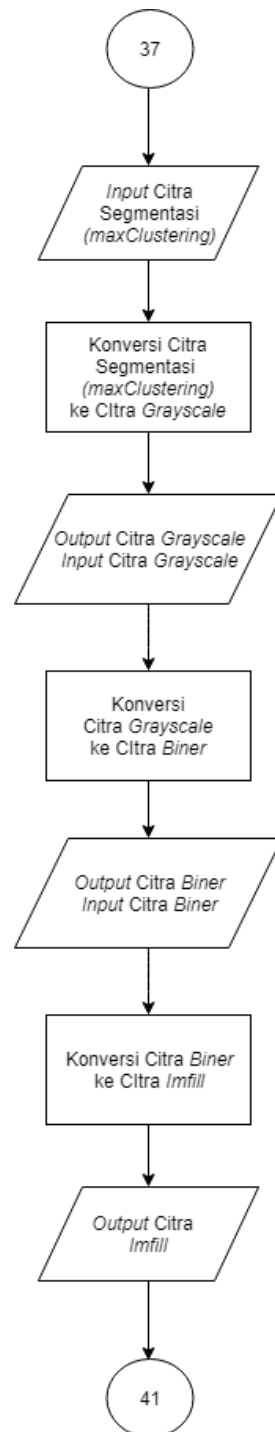 37
Input Citra
Segmentasi
(maxClustering)
Konversi Citra
Segmentasi
(maxClustering)
ke CItra Grayscale
Output Citra Grayscale
Input Citra Grayscale
Konversi
Citra Grayscale
ke CItra Biner
Output Citra Biner
Input Citra Biner
Konversi Citra Biner
ke CItra Imfill
Output Citra
Imfill
41